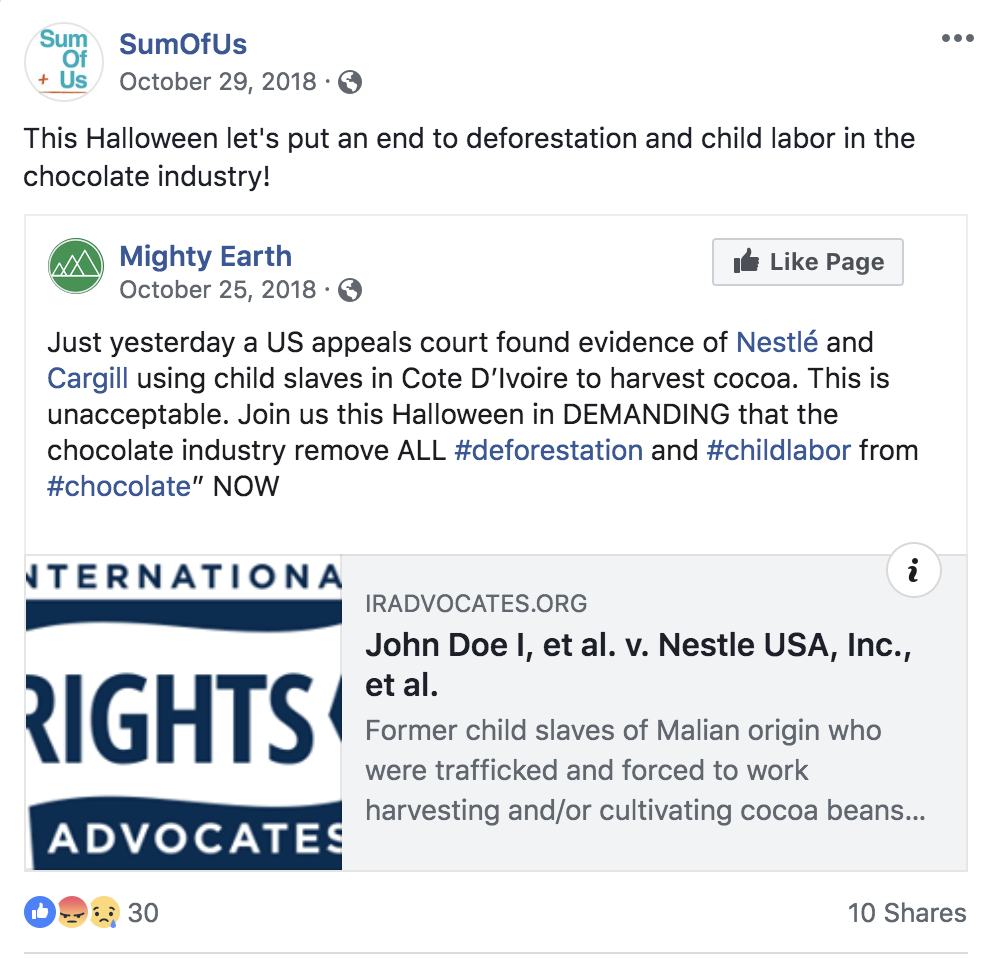 Sum
Of
+ Us
SumOfUs
October 29, 2018 ·
This Halloween let's put an end to deforestation and child labor in the
chocolate industry!
Mighty Earth
October 25, 2018 ·
Like Page
Just yesterday a US appeals court found evidence of Nestlé and
Cargill using child slaves in Cote D’Ivoire to harvest cocoa. This is
unacceptable. Join us this Halloween in DEMANDING that the
chocolate industry remove ALL #deforestation and #childlabor from
#chocolate” NOW
NTERNATIONA
RIGHTS
ADVOCATES
i
IRADVOCATES.ORG
John Doe I, et al. v. Nestle USA, Inc.,
et al.
Former child slaves of Malian origin who
were trafficked and forced to work
harvesting and/or cultivating cocoa beans...
30
10 Shares